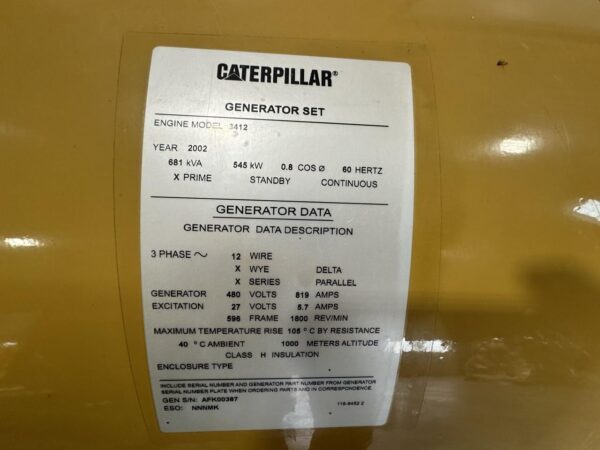 CATERPILLAR®
GENERATOR SET
ENGINE MODEL 3412
YEAR 2002
681 kVA 545 kW 0.8 COS Ø 60 HERTZ
X PRIME STANDBY CONTINUOUS
GENERATOR DATA
GENERATOR DATA DESCRIPTION
3 PHASE ~ 12 WIRE
X WYE DELTA
X SERIES PARALLEL
GENERATOR 480 VOLTS 819 AMPS
EXCITATION 27 VOLTS 5.7 AMPS
596 FRAME 1800 REV/MIN
MAXIMUM TEMPERATURE RISE 105 °C BY RESISTANCE
40 °C AMBIENT 1000 METERS ALTITUDE
CLASS H INSULATION
ENCLOSURE TYPE
INCLUDE SERIAL NUMBER AND GENERATOR PART NUMBER FROM GENERATOR
SERIAL NUMBER PLATE WHEN ORDERING PARTS AND IN CORRESPONDENCE.
GEN S/N: AFK00387
ESO: NNNMK 116-8452 2